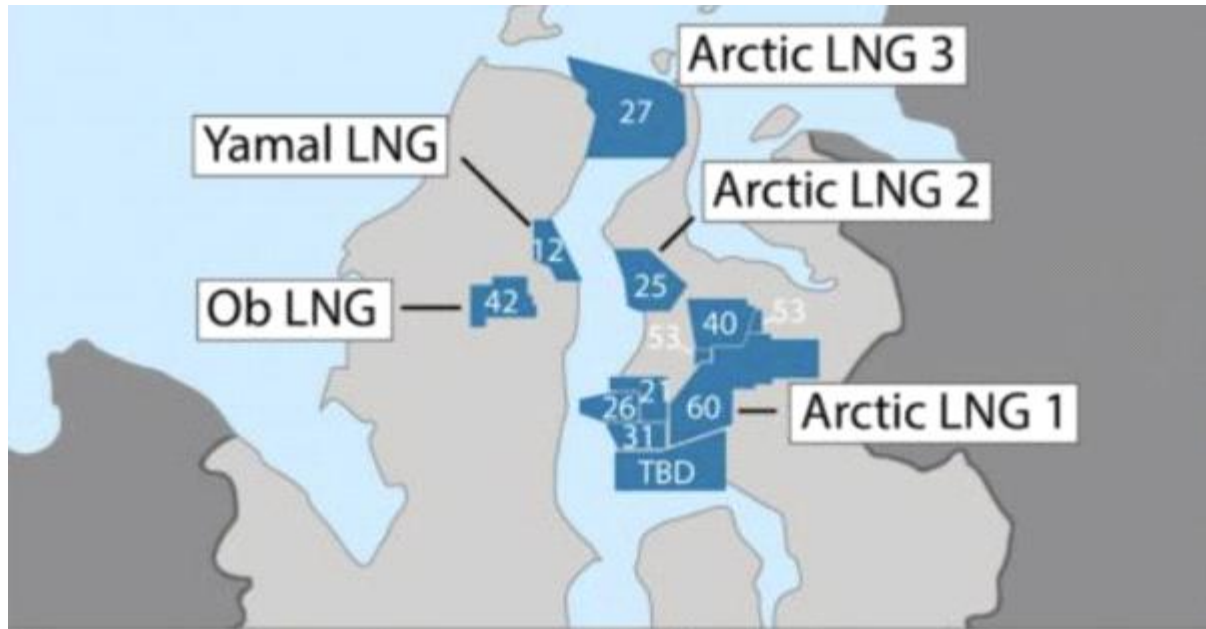 Arctic LNG 3
27
Yamal LNG
Arctic LNG 2
12
25
Ob LNG
42
40
53
53
21
26
60
Arctic LNG 1
31
TBD